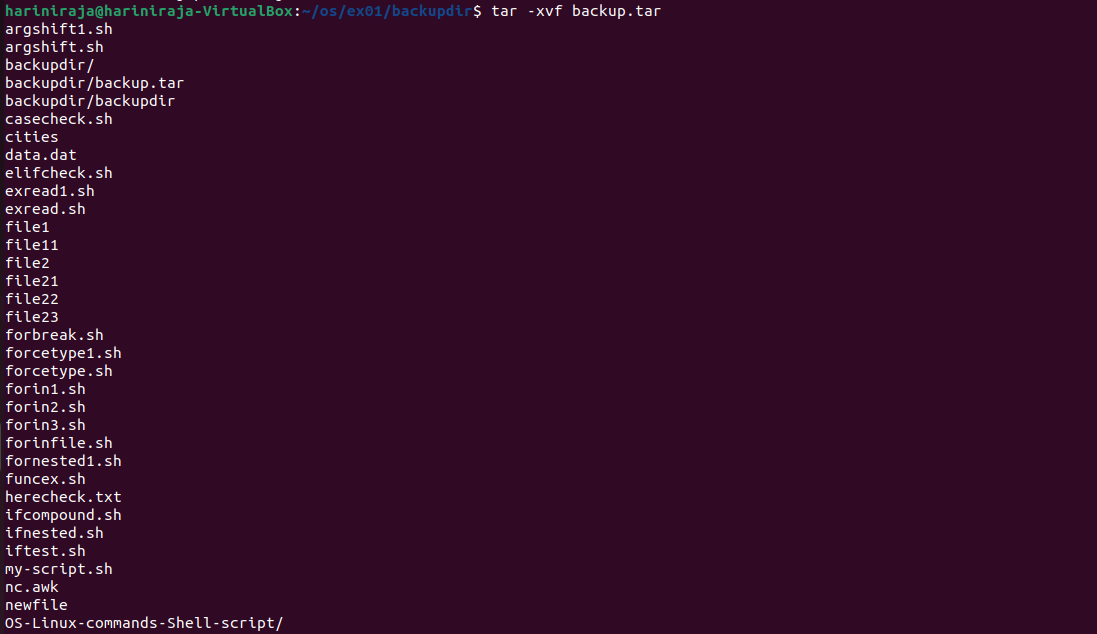 hariniraja@hariniraja-VirtualBox:~/os/ex01/backupdir$ tar -xvf backup.tar
argshift1.sh
argshift.sh
backupdir/
backupdir/backup.tar
backupdir/backupdir
casecheck.sh
cities
data.dat
elifcheck.sh
exread1.sh
exread.sh
file1
file11
file2
file21
file22
file23
forbreak.sh
forcetype1.sh
forcetype.sh
forin1.sh
forin2.sh
forin3.sh
forinfile.sh
fornested1.sh
funcex.sh
herecheck.txt
ifcompound.sh
ifnested.sh
iftest.sh
my-script.sh
nc.awk
newfile
OS-Linux-commands-Shell-script/